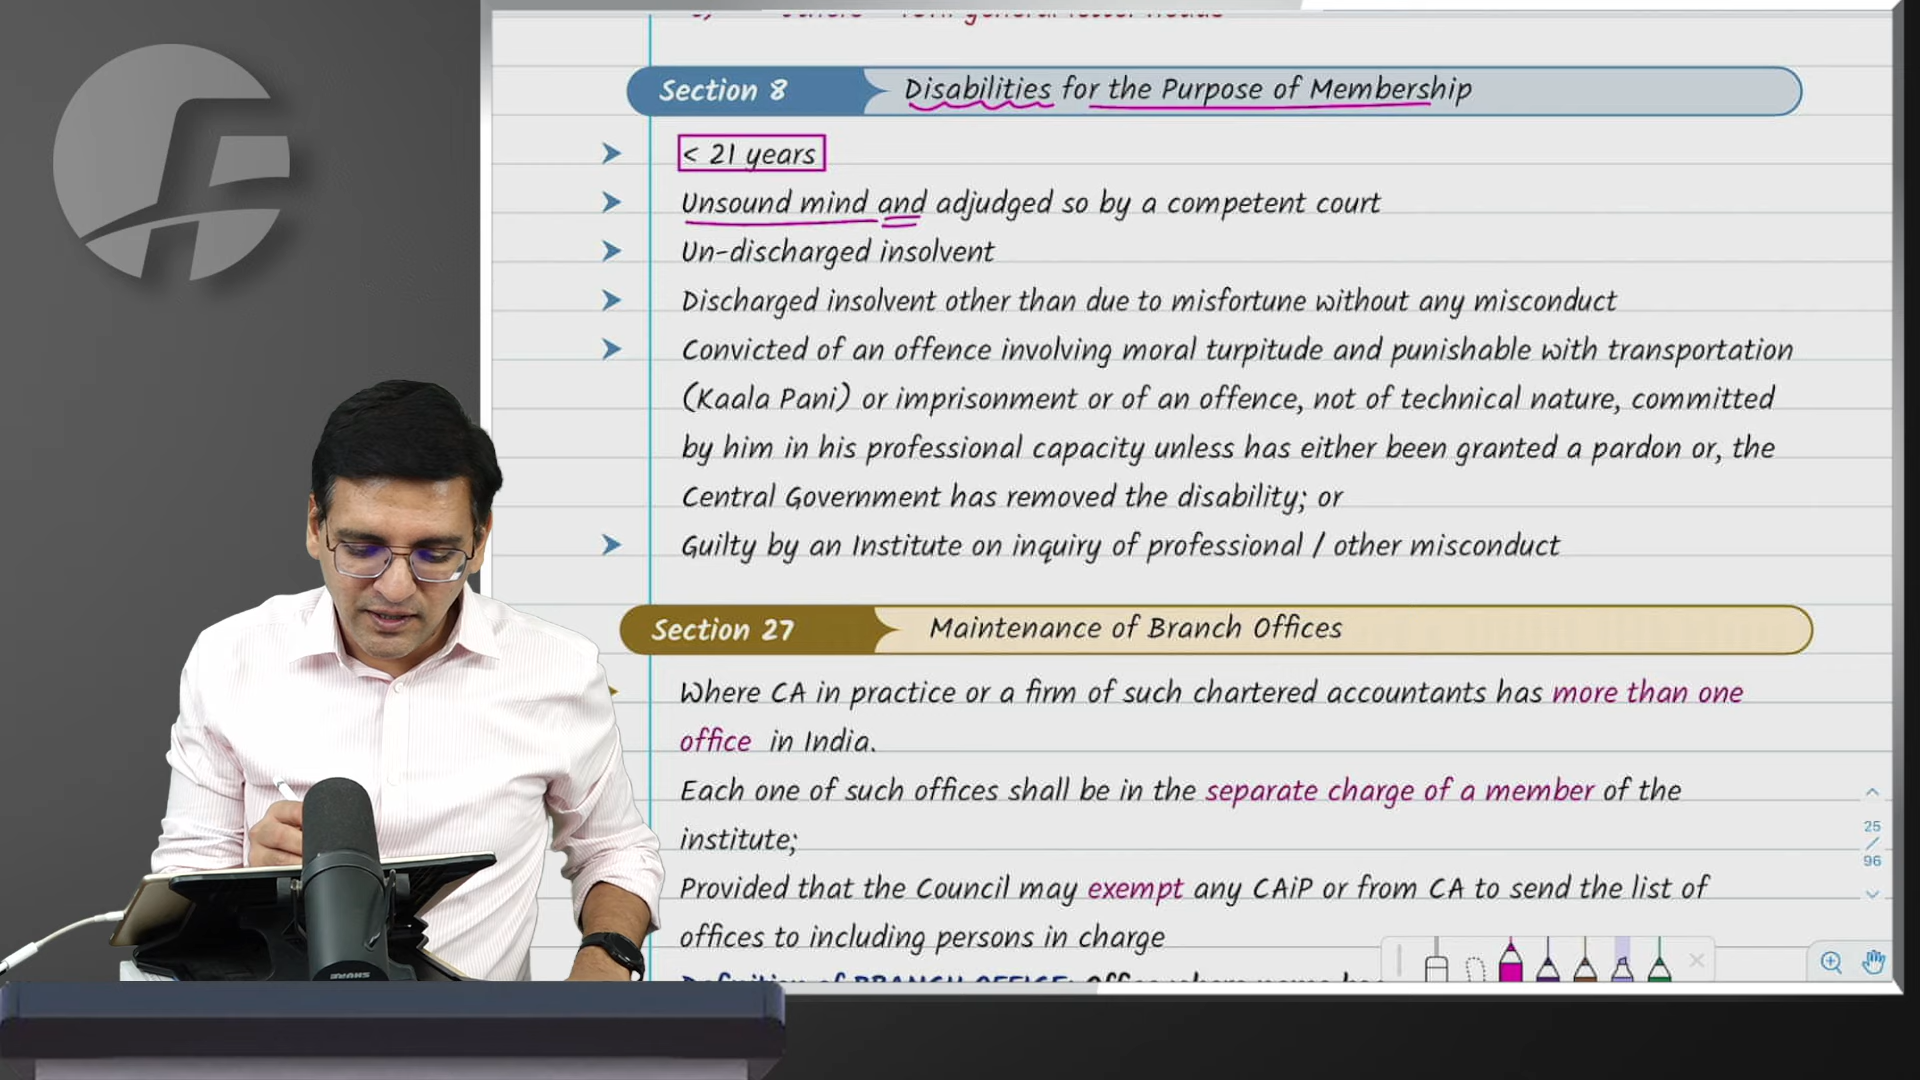 Section 8 Disabilities for the Purpose of Membership
< 21 years
Unsound mind and adjudged so by a competent court
Un-discharged insolvent
Discharged insolvent other than due to misfortune without any misconduct
Convicted of an offence involving moral turpitude and punishable with transportation
(Kaala Pani) or imprisonment or of an offence, not of technical nature, committed
by him in his professional capacity unless has either been granted a pardon or, the
Central Government has removed the disability; or
Guilty by an Institute on inquiry of professional / other misconduct
Section 27 Maintenance of Branch Offices
Where CA in practice or a firm of such chartered accountants has more than one
office in India.
Each one of such offices shall be in the separate charge of a member of the
institute;
25
/
96
Provided that the Council may exempt any CAiP or from CA to send the list of
offices to including persons in charge
Definition of BRANCH OFFICE: Office where name